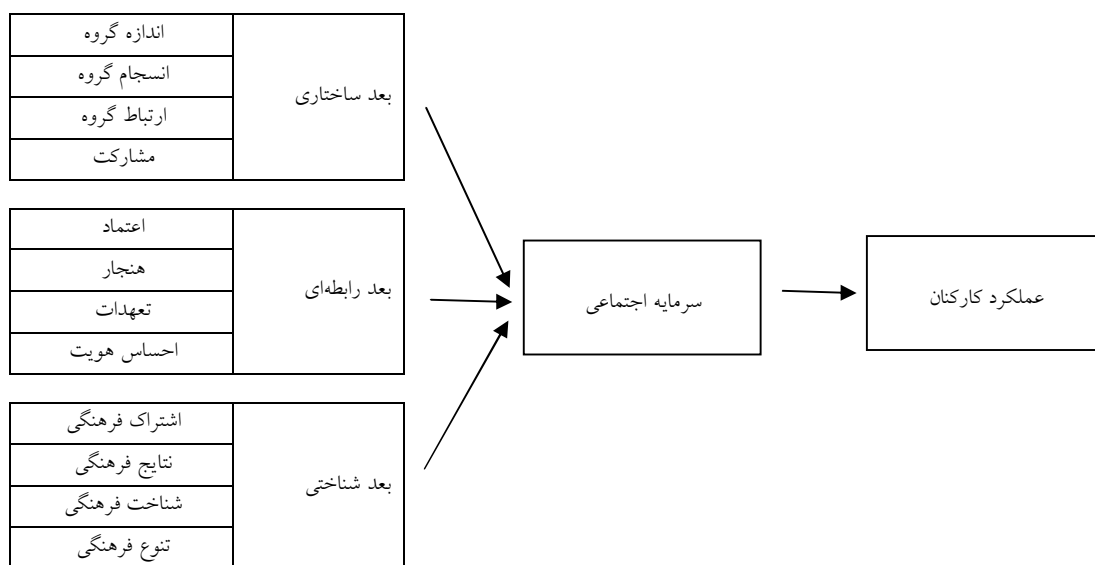 بعد ساختاری
اندازه گروه
انسجام گروه
ارتباط گروه
مشارکت
بعد رابطه‌ای
اعتماد
هنجار
تعهدات
احساس هویت
بعد شناختی
اشتراک فرهنگی
نتایج فرهنگی
شناخت فرهنگی
تنوع فرهنگی
سرمایه اجتماعی
عملکرد کارکنان